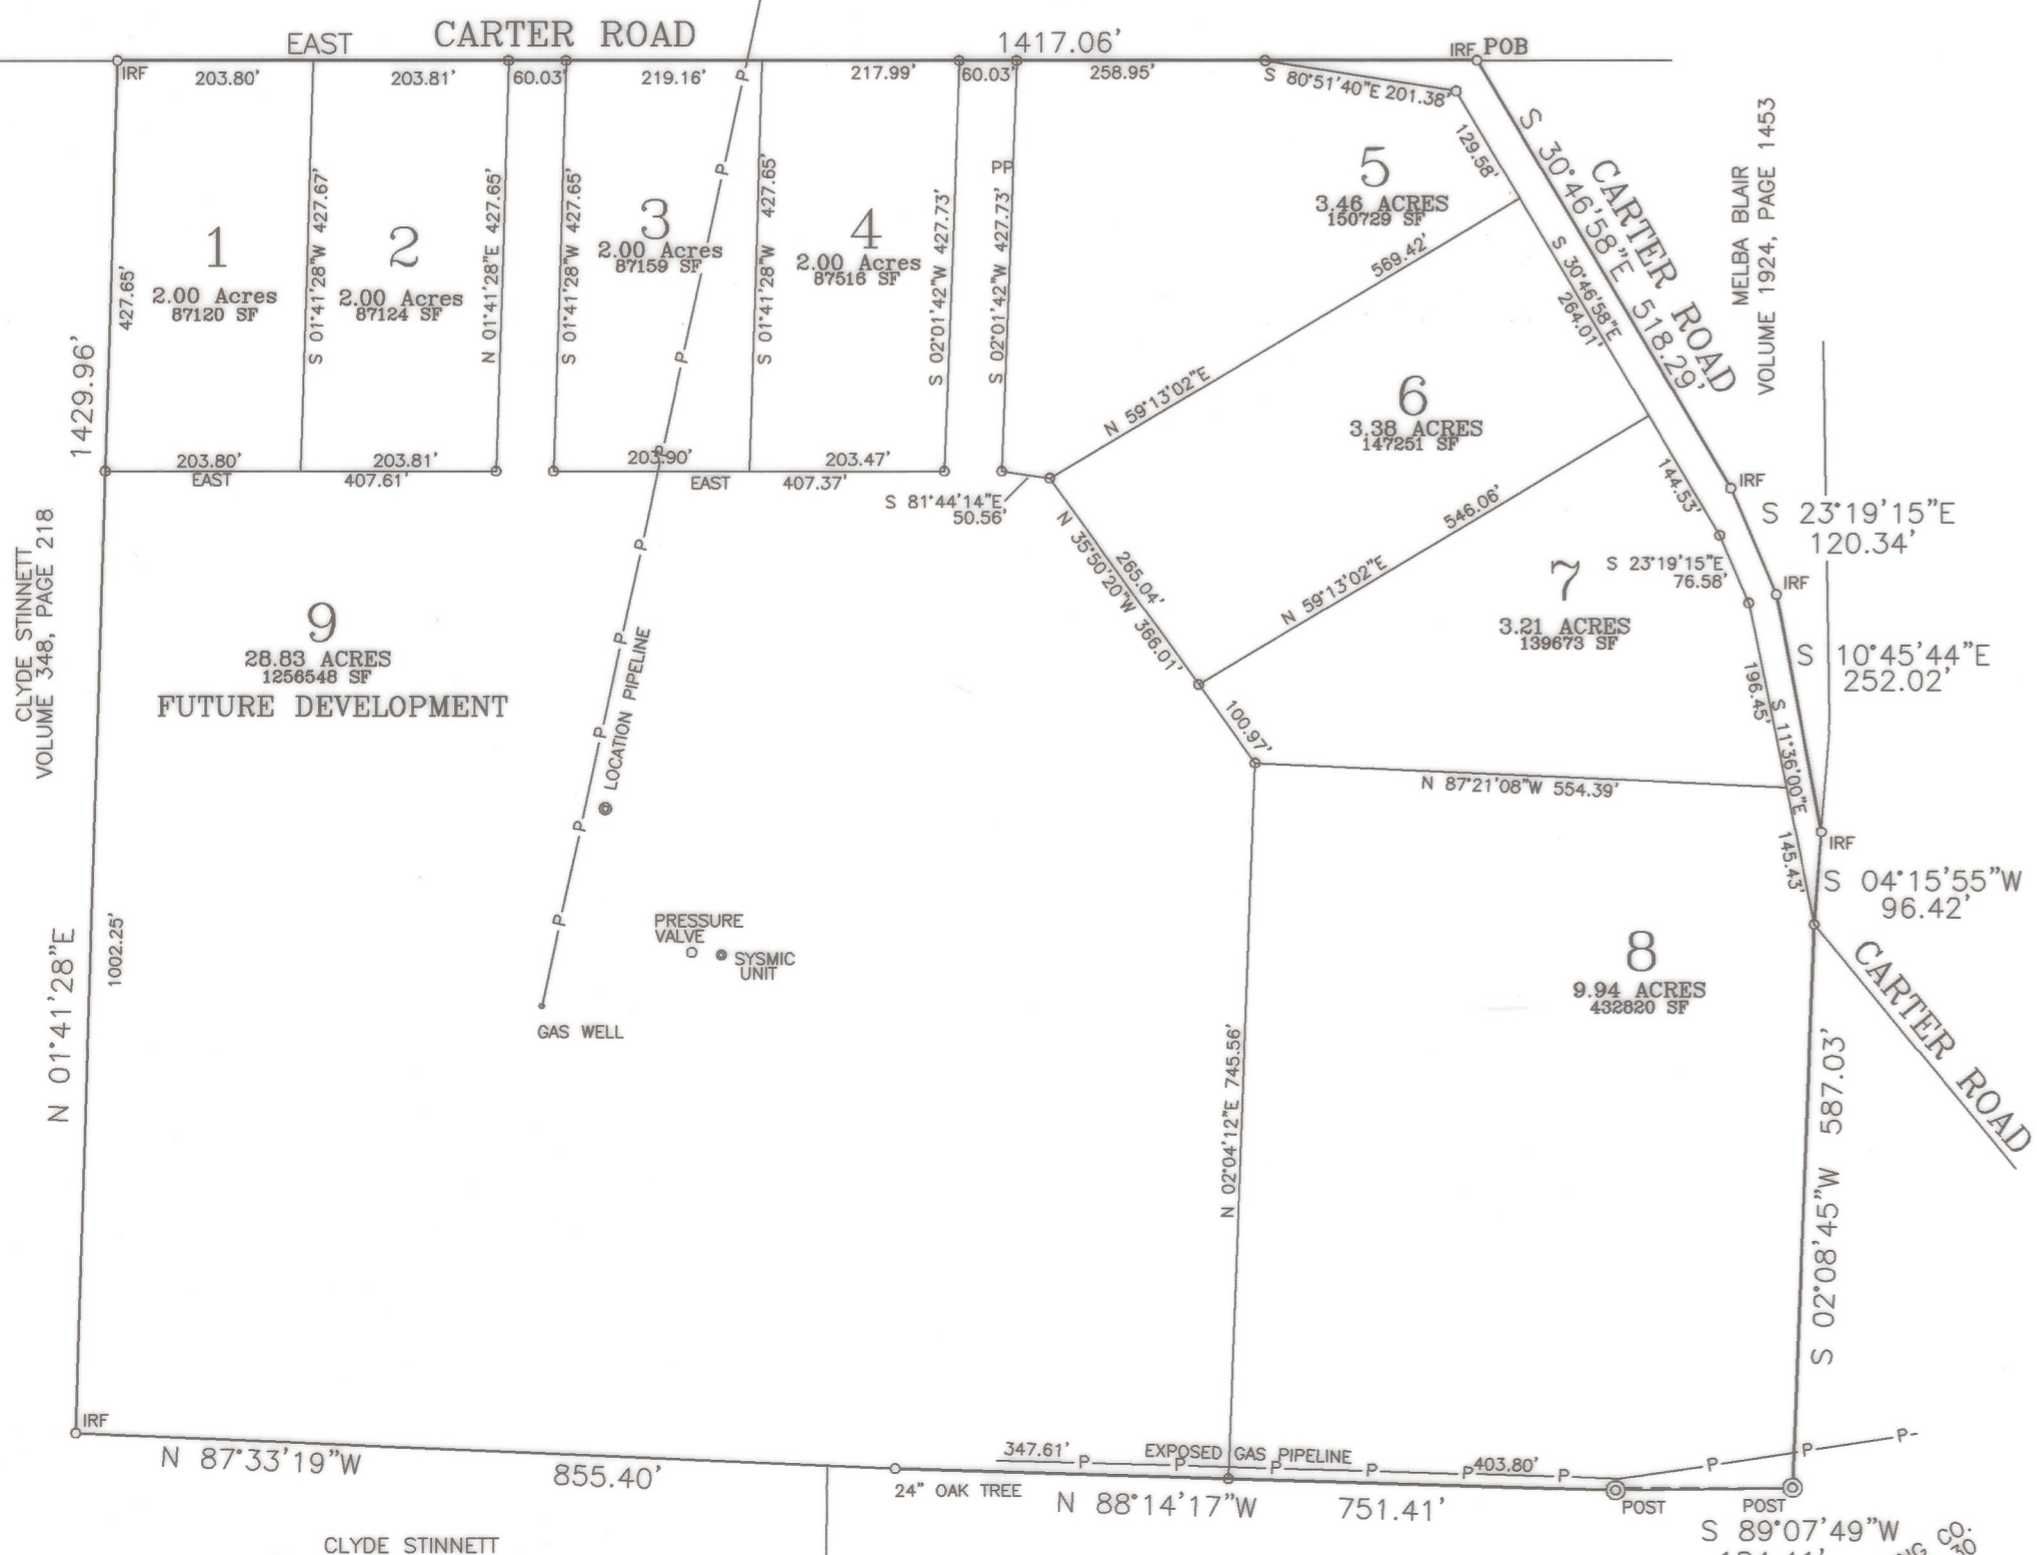 EAST
CARTER ROAD
1417.06'
IRF POB
IRF
203.80'
203.81'
60.03'
219.16'
217.99'
60.03'
258.95'
S 80°51'40"E 201.38'
P
129.58'
S 30°46'58"E 518.29'
CARTER ROAD
MELBA BLAIR
VOLUME 1924, PAGE 1453
427.65'
1
2.00 Acres
87120 SF
S 01°41'28"W 427.67'
2
2.00 Acres
87124 SF
N 01°41'28"E 427.65'
S 01°41'28"W 427.65'
3
2.00 Acres
87159 SF
P
S 01°41'28"W 427.65'
4
2.00 Acres
87516 SF
S 02°01'42"W 427.73'
PP
S 02°01'42"W 427.73'
5
3.46 ACRES
150729 SF
569.42'
N 59°13'02"E
S 30°46'58"E
264.01'
1429.96'
P
6
3.38 ACRES
147251 SF
203.80'
EAST
203.81'
407.61'
P
203.90'
EAST
203.47'
407.37'
S 81°44'14"E
50.56'
144.53'
IRF
S 23°19'15"E
120.34'
546.06'
N 59°13'02"E
N 35°50'20"W 366.01'
265.04'
S 23°19'15"E
76.58'
IRF
CLYDE STINNETT
VOLUME 348, PAGE 218
P
7
3.21 ACRES
139673 SF
9
28.83 ACRES
1256548 SF
FUTURE DEVELOPMENT
P
LOCATION PIPELINE
P
P
100.97'
196.45'
S 11°36'00"E
S 10°45'44"E
252.02'
N 87°21'08"W 554.39'
145.43'
IRF
S 04°15'55"W
96.42'
N 01°41'28"E
1002.25'
P
PRESSURE
VALVE
SYSMIC
UNIT
GAS WELL
8
9.94 ACRES
432820 SF
CARTER ROAD
N 02°04'12"E 745.56'
S 02°08'45"W 587.03'
IRF
N 87°33'19"W
855.40'
347.61'
EXPOSED GAS PIPELINE
403.80'
P
P
P
P
P
P
P
P
P
24" OAK TREE
N 88°14'17"W
751.41'
POST
POST
S 89°07'49"W
CLYDE STINNETT
CO.